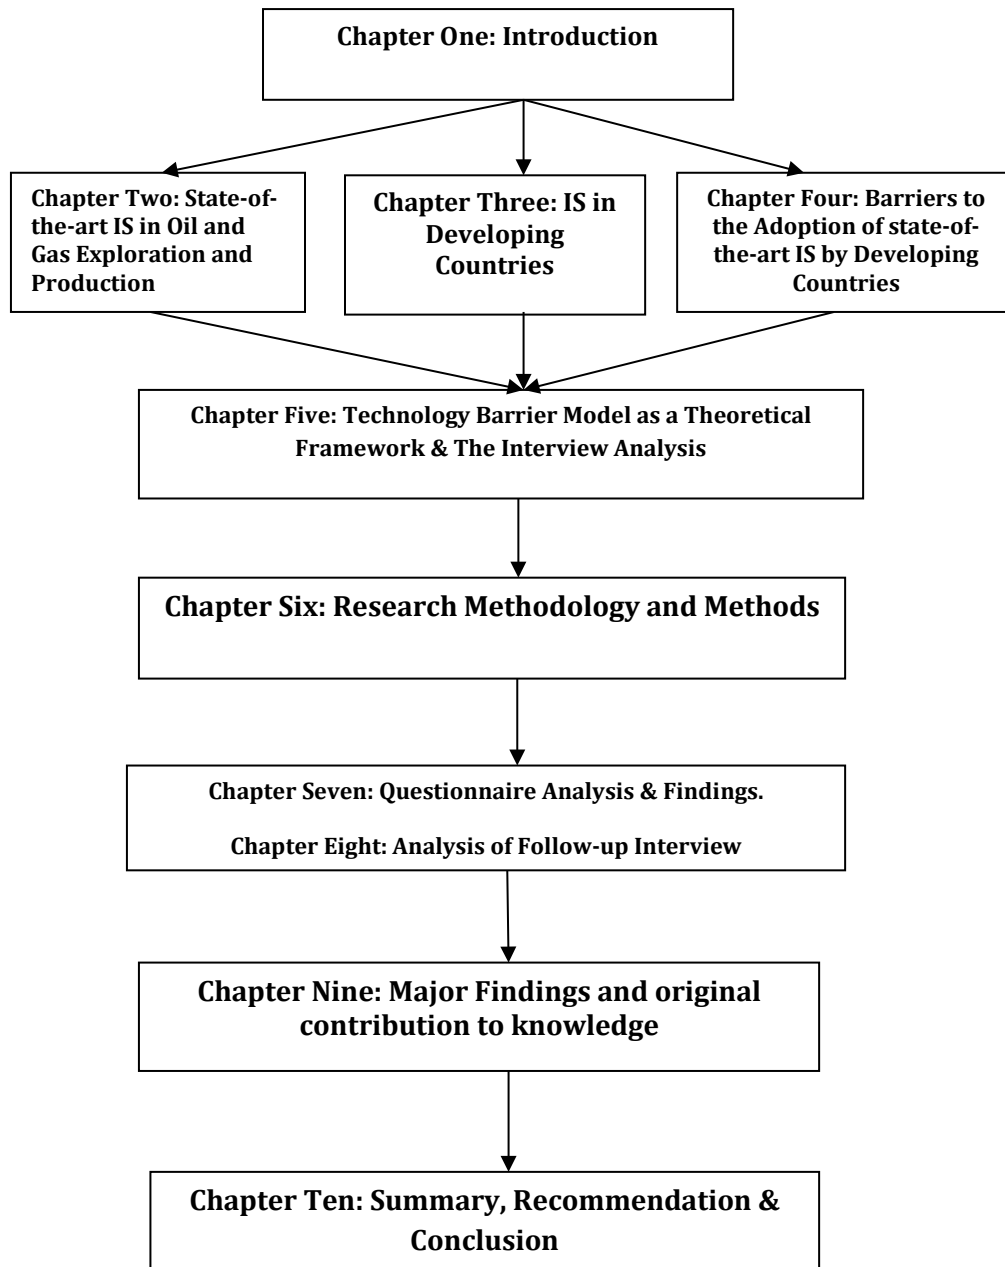 Chapter One: Introduction
Chapter Two: State-of-
the-art IS in Oil and
Gas Exploration and
Production
Chapter Three: IS in
Developing
Countries
Chapter Four: Barriers to
the Adoption of state-of-
the-art IS by Developing
Countries
Chapter Five: Technology Barrier Model as a Theoretical
Framework & The Interview Analysis
Chapter Six: Research Methodology and Methods
Chapter Seven: Questionnaire Analysis & Findings.
Chapter Eight: Analysis of Follow-up Interview
Chapter Nine: Major Findings and original
contribution to knowledge
Chapter Ten: Summary, Recommendation &
Conclusion